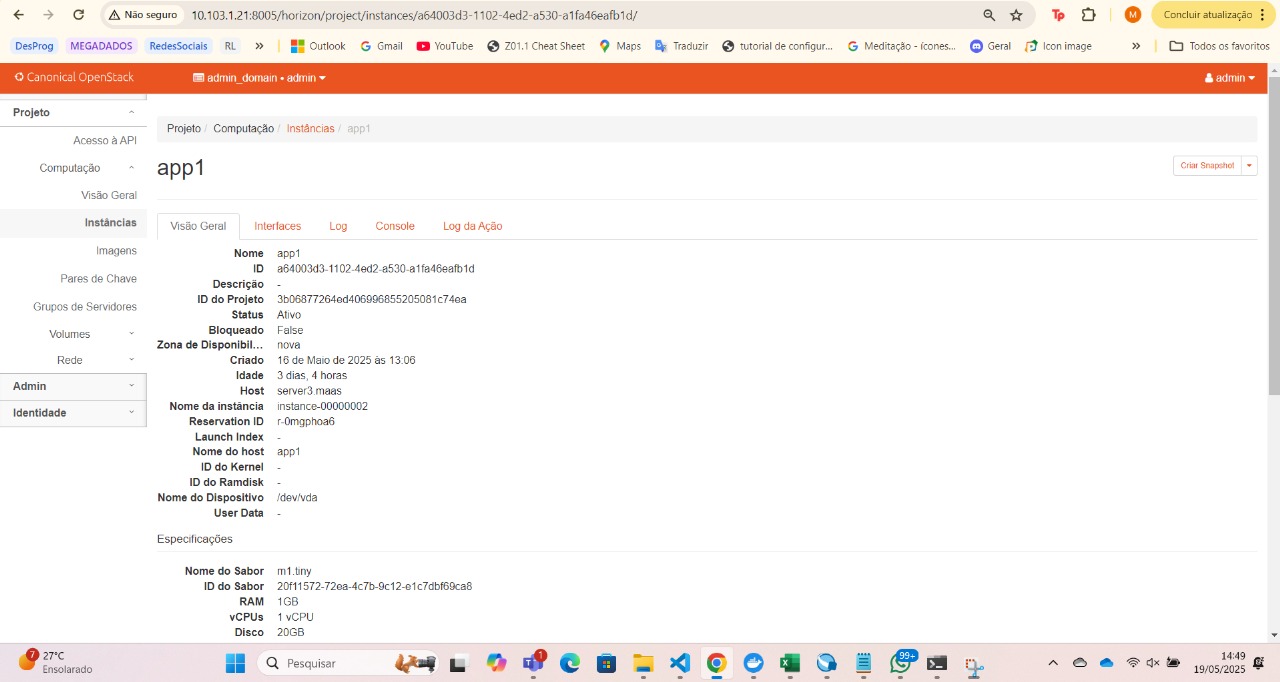 Não seguro 10.103.1.21:8005/horizon/project/instances/a64003d3-1102-4ed2-a530-a1fa46eafb1d/ Tp M Concluir atualização
DesProg MEGADADOS RedesSociais RL » Outlook Gmail YouTube Z01.1 Cheat Sheet Maps Traduzir tutorial de configur... Meditação - ícones... Geral Icon image » Todos os favoritos
Canonical OpenStack admin_domain • admin admin
Projeto
Acesso à API
Computação
Visão Geral
Instâncias
Imagens
Pares de Chave
Grupos de Servidores
Volumes
Rede
Admin
Identidade
Projeto / Computação / Instâncias / app1
app1
Criar Snapshot
Visão Geral Interfaces Log Console Log da Ação
Nome app1
ID a64003d3-1102-4ed2-a530-a1fa46eafb1d
Descrição -
ID do Projeto 3b06877264ed406996855205081c74ea
Status Ativo
Bloqueado False
Zona de Disponibil... nova
Criado 16 de Maio de 2025 às 13:06
Idade 3 dias, 4 horas
Host server3.maas
Nome da instância instance-00000002
Reservation ID r-0mgphoa6
Launch Index -
Nome do host app1
ID do Kernel -
ID do Ramdisk -
Nome do Dispositivo /dev/vda
User Data -
Especificações
Nome do Sabor m1.tiny
ID do Sabor 20f11572-72ea-4c7b-9c12-e1c7dbf69ca8
RAM 1GB
vCPUs 1 vCPU
Disco 20GB
7 27°C
Ensolarado
Pesquisar
1
99+
14:49
19/05/2025